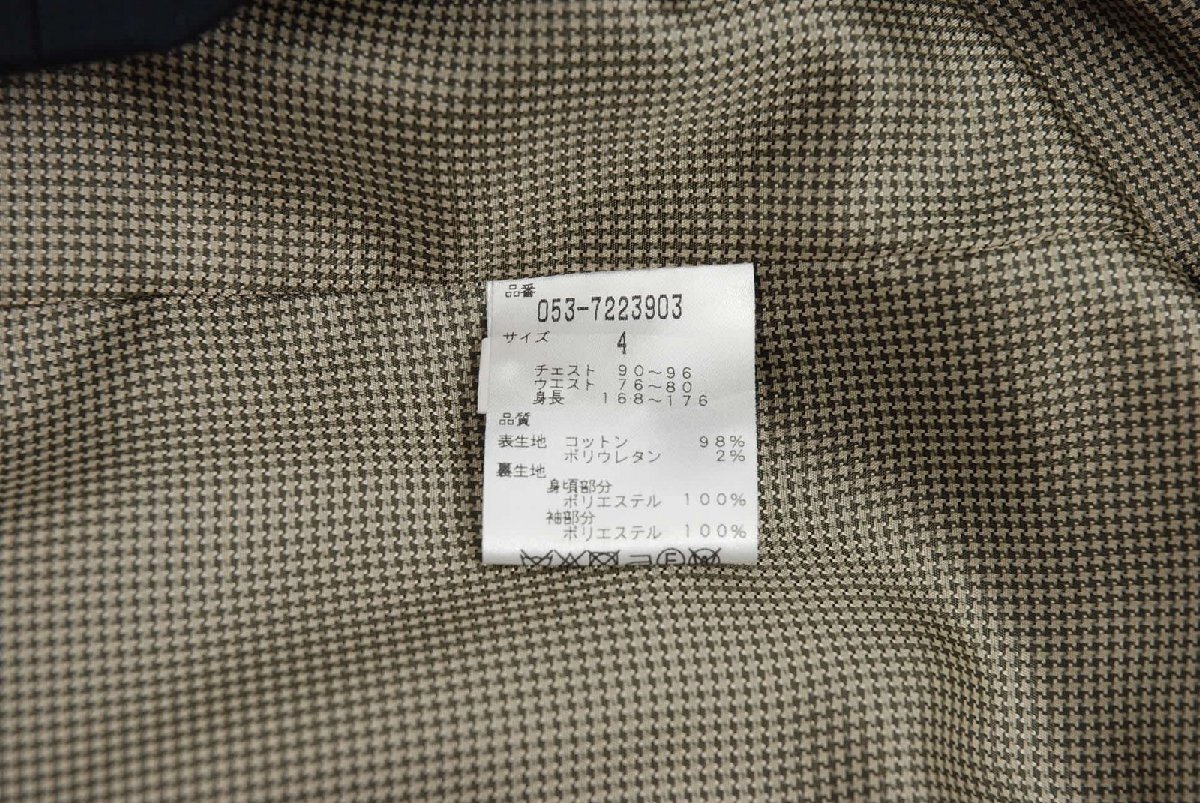 品番
053-7223903
サイズ 4
チェスト 90〜96
ウエスト 76〜80
身長 168〜176
品質
表生地 コットン 98%
ポリウレタン 2%
裏生地
身頃部分
ポリエステル 100%
袖部分
ポリエステル 100%